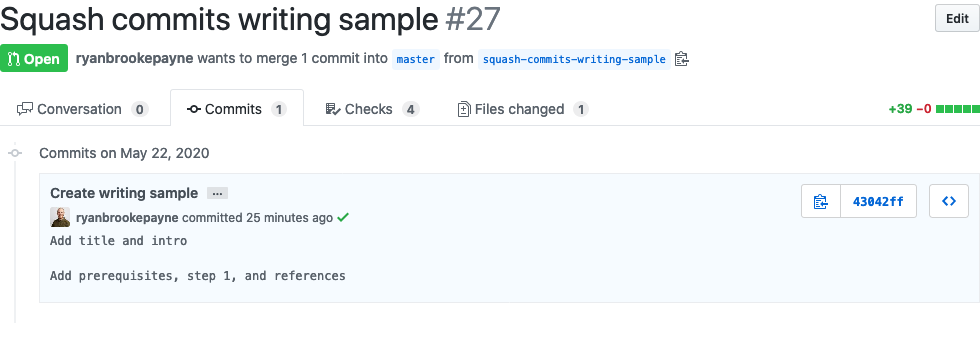 Squash commits writing sample #27
Edit
Open ryanbrookepayne wants to merge 1 commit into master from squash-commits-writing-sample
Conversation 0 Commits 1 Checks 4 Files changed 1 +39 −0
Commits on May 22, 2020
Create writing sample ...
ryanbrookepayne committed 25 minutes ago
43042ff
Add title and intro
Add prerequisites, step 1, and references